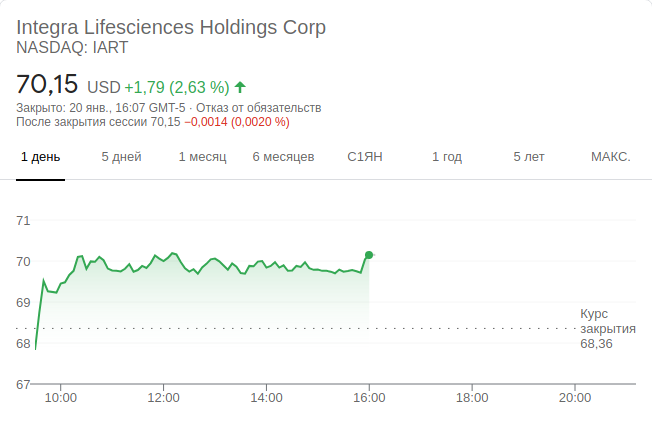 Integra Lifesciences Holdings Corp
NASDAQ: IART
70,15 USD +1,79 (2,63 %)
Закрыто: 20 янв., 16:07 GMT-5 · Отказ от обязательств
После закрытия сессии 70,15 −0,0014 (0,0020 %)
1 день 5 дней 1 месяц 6 месяцев С1ЯН 1 год 5 лет МАКС.
71
70
69
Курс
закрытия
68,36
68
67
10:00 12:00 14:00 16:00 18:00 20:00